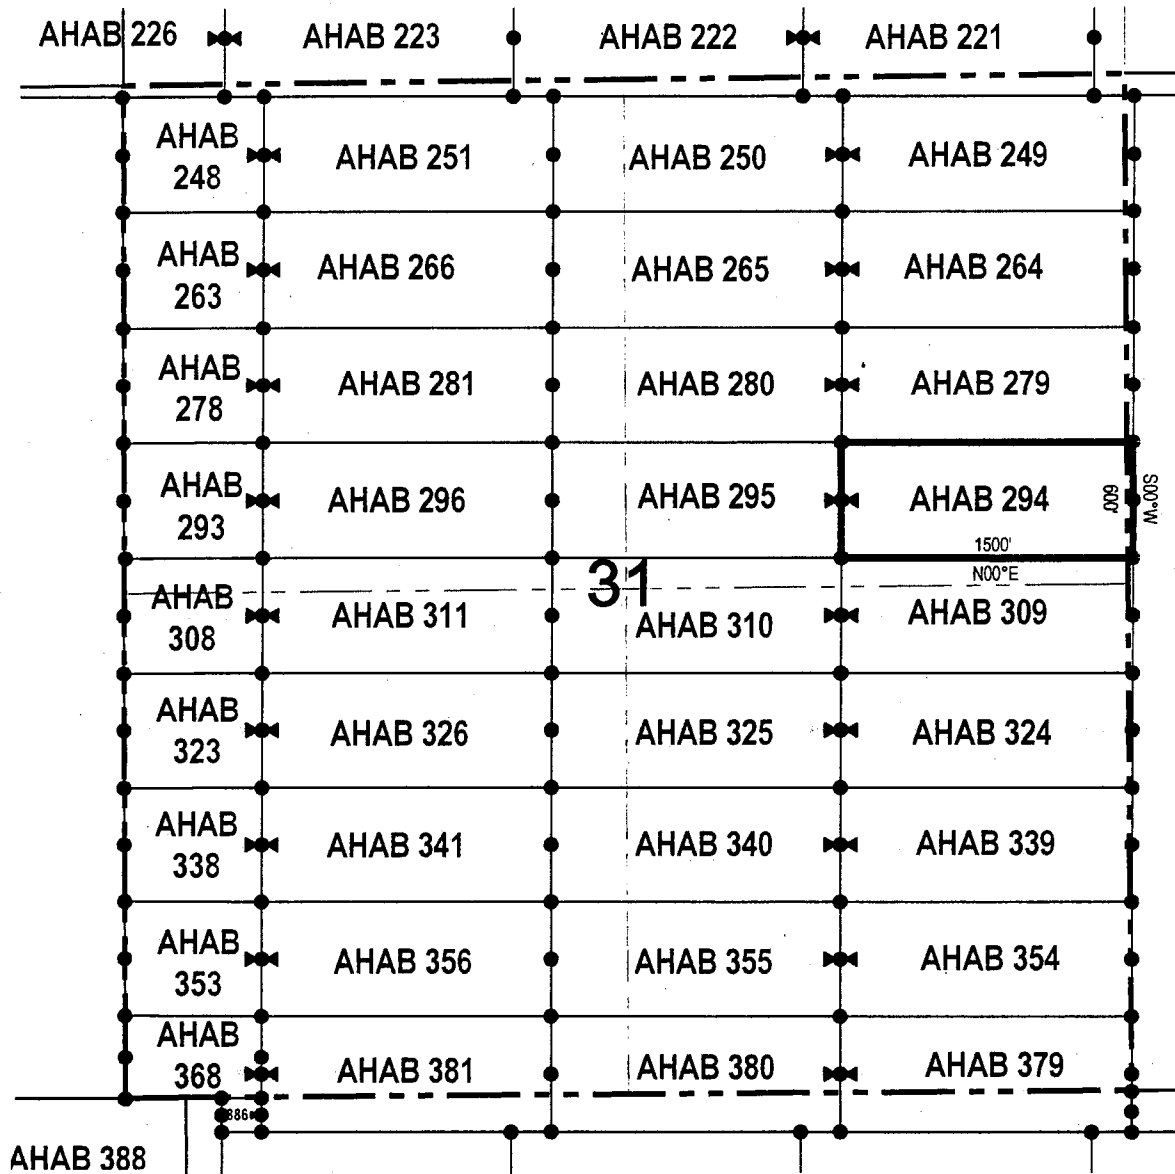 AHAB 226
AHAB 223
AHAB 222
AHAB 221
AHAB
248
AHAB 251
AHAB 250
AHAB 249
AHAB
263
AHAB 266
AHAB 265
AHAB 264
AHAB
278
AHAB 281
AHAB 280
AHAB 279
AHAB
293
AHAB 296
AHAB 295
AHAB 294
600'
S00°W
1500'
N00°E
31
AHAB
308
AHAB 311
AHAB 310
AHAB 309
AHAB
323
AHAB 326
AHAB 325
AHAB 324
AHAB
338
AHAB 341
AHAB 340
AHAB 339
AHAB
353
AHAB 356
AHAB 355
AHAB 354
AHAB
368
AHAB 381
AHAB 380
AHAB 379
386
AHAB 388